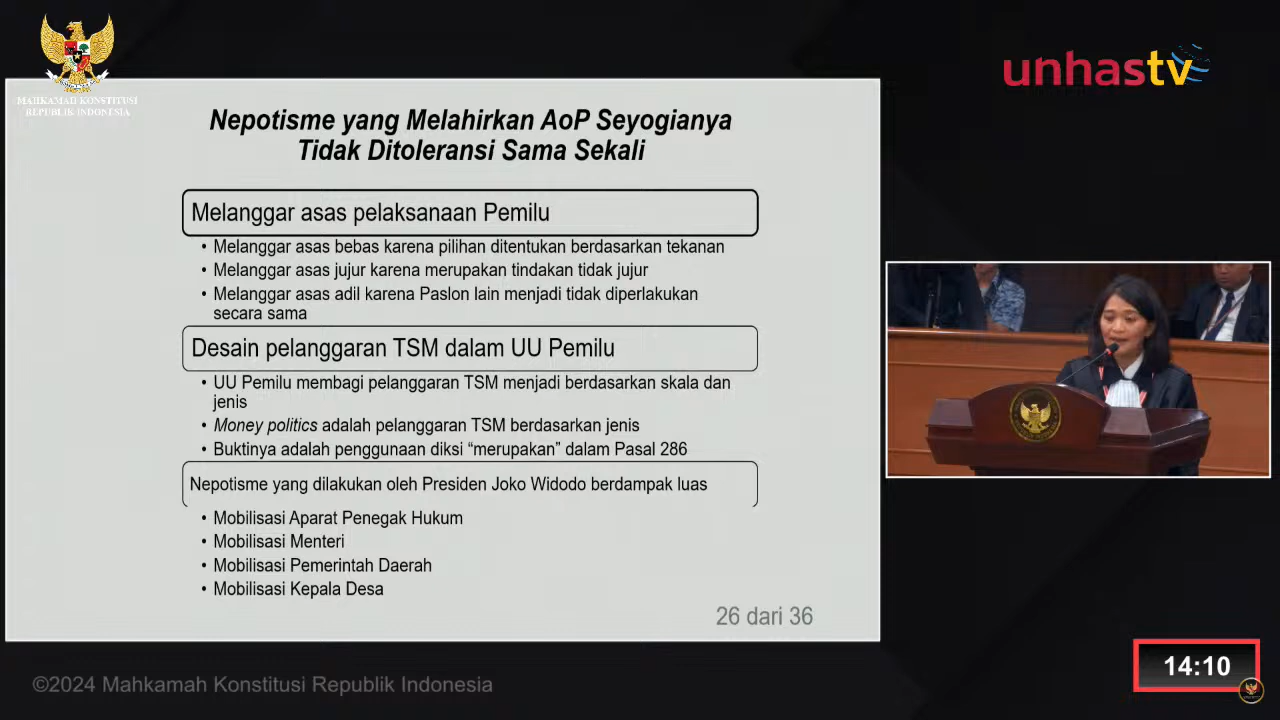 MAHKAMAH KONSTITUSI
REPUBLIK INDONESIA
unhastv
Nepotisme yang Melahirkan AoP Seyogianya
Tidak Ditoleransi Sama Sekali
Melanggar asas pelaksanaan Pemilu
• Melanggar asas bebas karena pilihan ditentukan berdasarkan tekanan
• Melanggar asas jujur karena merupakan tindakan tidak jujur
• Melanggar asas adil karena Paslon lain menjadi tidak diperlakukan
secara sama
Desain pelanggaran TSM dalam UU Pemilu
• UU Pemilu membagi pelanggaran TSM menjadi berdasarkan skala dan
jenis
• Money politics adalah pelanggaran TSM berdasarkan jenis
• Buktinya adalah penggunaan diksi “merupakan” dalam Pasal 286
Nepotisme yang dilakukan oleh Presiden Joko Widodo berdampak luas
• Mobilisasi Aparat Penegak Hukum
• Mobilisasi Menteri
• Mobilisasi Pemerintah Daerah
• Mobilisasi Kepala Desa
26 dari 36
©2024 Mahkamah Konstitusi Republik Indonesia
14:10